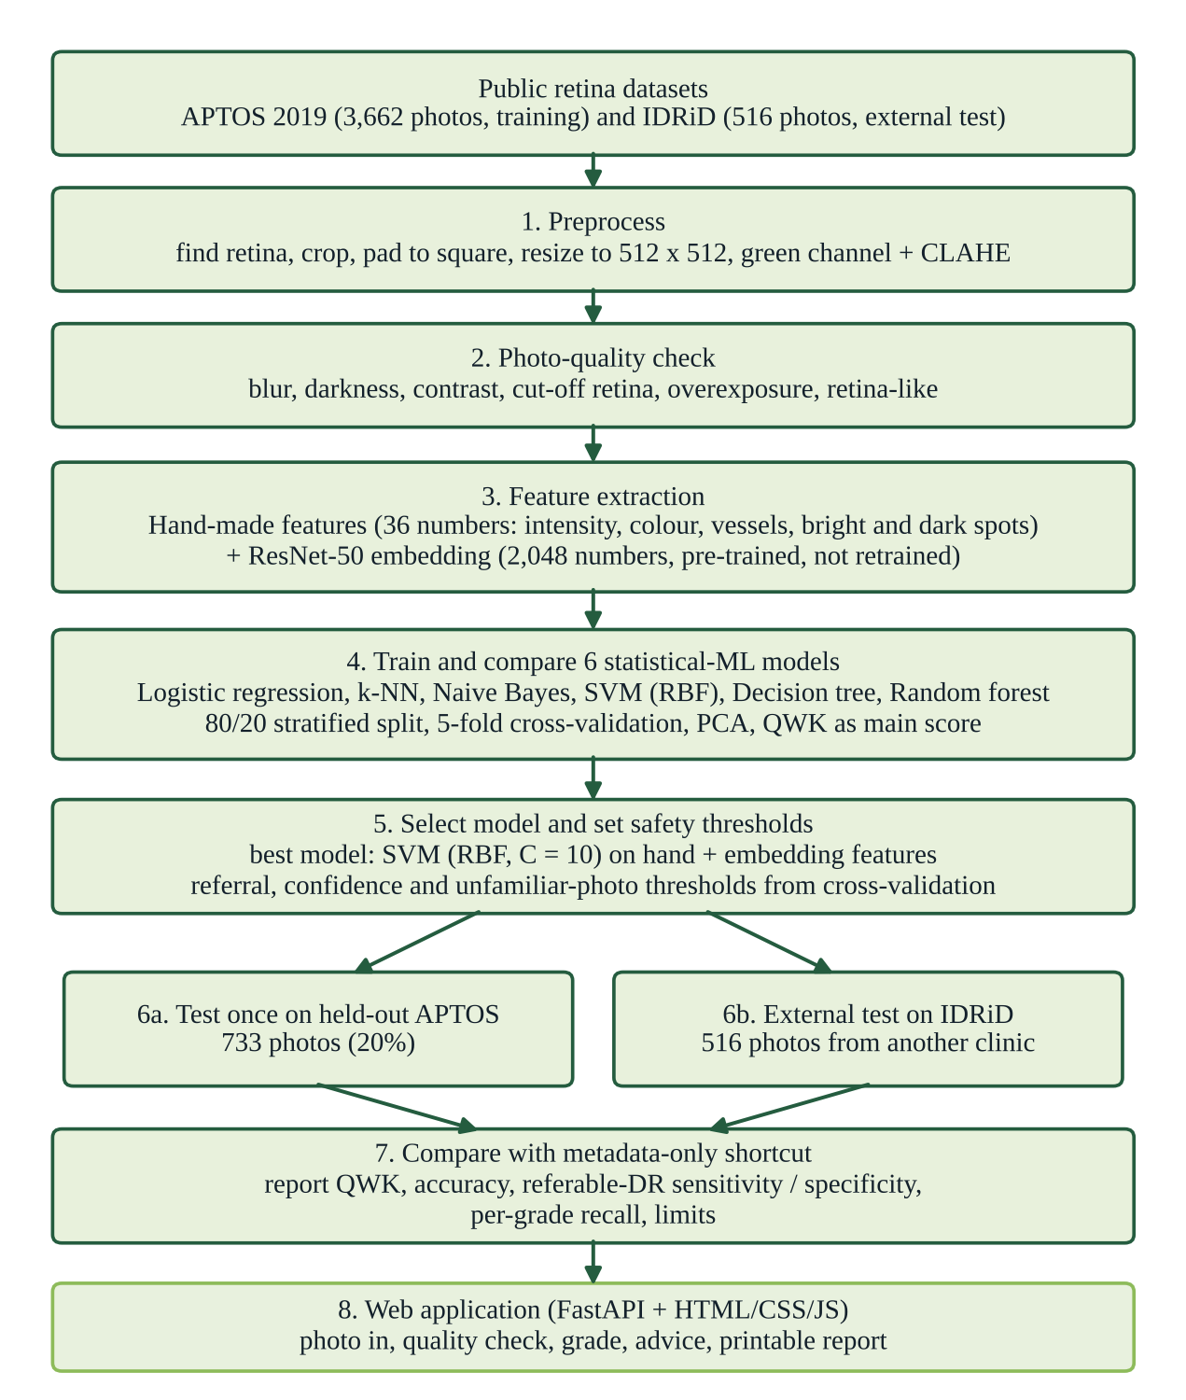 Public retina datasets
APTOS 2019 (3,662 photos, training) and IDRiD (516 photos, external test)
1. Preprocess
find retina, crop, pad to square, resize to 512 x 512, green channel + CLAHE
2. Photo-quality check
blur, darkness, contrast, cut-off retina, overexposure, retina-like
3. Feature extraction
Hand-made features (36 numbers: intensity, colour, vessels, bright and dark spots)
+ ResNet-50 embedding (2,048 numbers, pre-trained, not retrained)
4. Train and compare 6 statistical-ML models
Logistic regression, k-NN, Naive Bayes, SVM (RBF), Decision tree, Random forest
80/20 stratified split, 5-fold cross-validation, PCA, QWK as main score
5. Select model and set safety thresholds
best model: SVM (RBF, C = 10) on hand + embedding features
referral, confidence and unfamiliar-photo thresholds from cross-validation
6a. Test once on held-out APTOS
733 photos (20%)
6b. External test on IDRiD
516 photos from another clinic
7. Compare with metadata-only shortcut
report QWK, accuracy, referable-DR sensitivity / specificity,
per-grade recall, limits
8. Web application (FastAPI + HTML/CSS/JS)
photo in, quality check, grade, advice, printable report